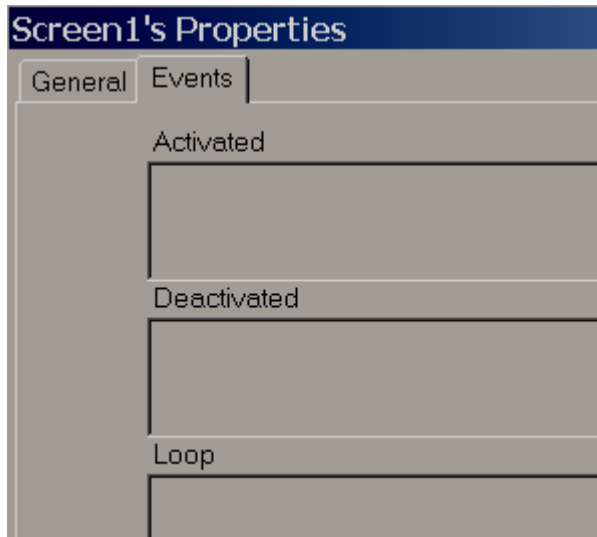 Screen1's Properties
General Events
Activated
Deactivated
Loop